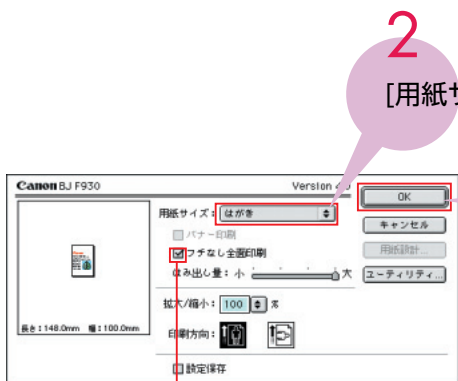 2
[用紙サ
Canon BJ F930
Version 4.0
OK
用紙サイズ： はがき
キャンセル
バナー印刷
用紙設計...
フチなし全面印刷
はみ出し量： 小 大
ユーティリティ...
拡大/縮小： 100 %
長さ：148.0mm 幅：100.0mm
印刷方向：
設定保存